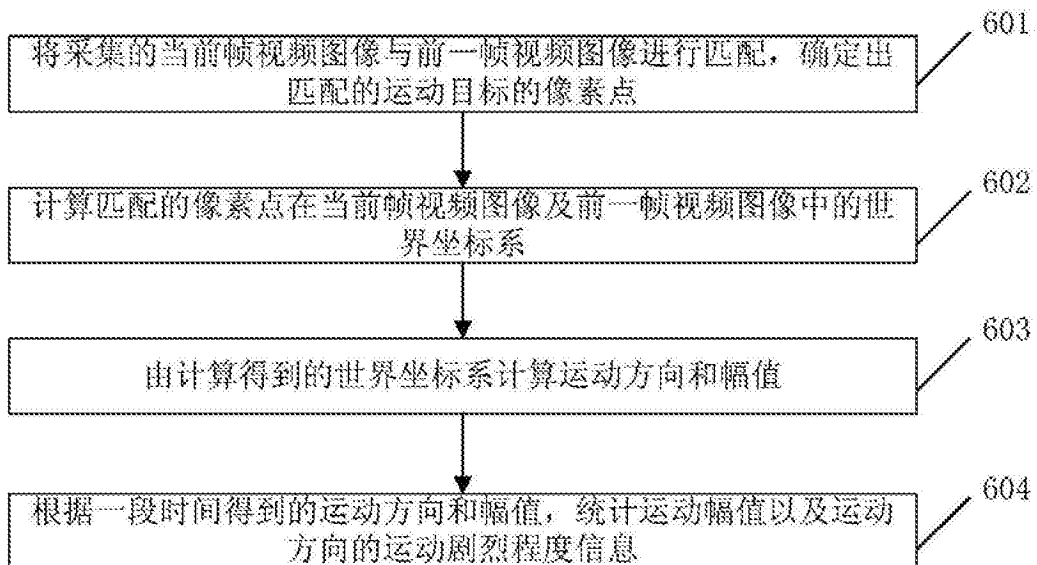 601
将采集的当前帧视频图像与前一帧视频图像进行匹配，确定出
匹配的运动目标的像素点
602
计算匹配的像素点在当前帧视频图像及前一帧视频图像中的世
界坐标系
603
由计算得到的世界坐标系计算运动方向和幅值
604
根据一段时间得到的运动方向和幅值，统计运动幅值以及运动
方向的运动剧烈程度信息